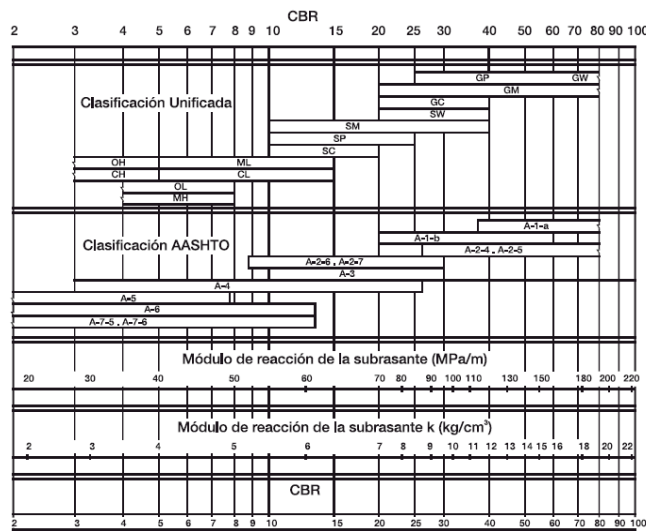 CBR
2 3 4 5 6 7 8 9 10 15 20 25 30 40 50 60 70 80 90 100
GP GW
Clasificación Unificada
GM
GC
SW
SM
SP
SC
OH ML
CH CL
OL
MH
A-1-a
Clasificación AASHTO
A-1-b
A-2-4 , A-2-5
A-2-6 , A-2-7
A-3
A-4
A-5
A-6
A-7-5 , A-7-6
Módulo de reacción de la subrasante (MPa/m)
20 30 40 50 60 70 80 90 100 110 130 150 180 200 220
Módulo de reacción de la subrasante k (kg/cm³)
2 3 4 5 6 7 8 9 10 11 12 13 14 15 16 18 20 22
CBR
2 3 4 5 6 7 8 9 10 15 20 25 30 40 50 60 70 80 90 100